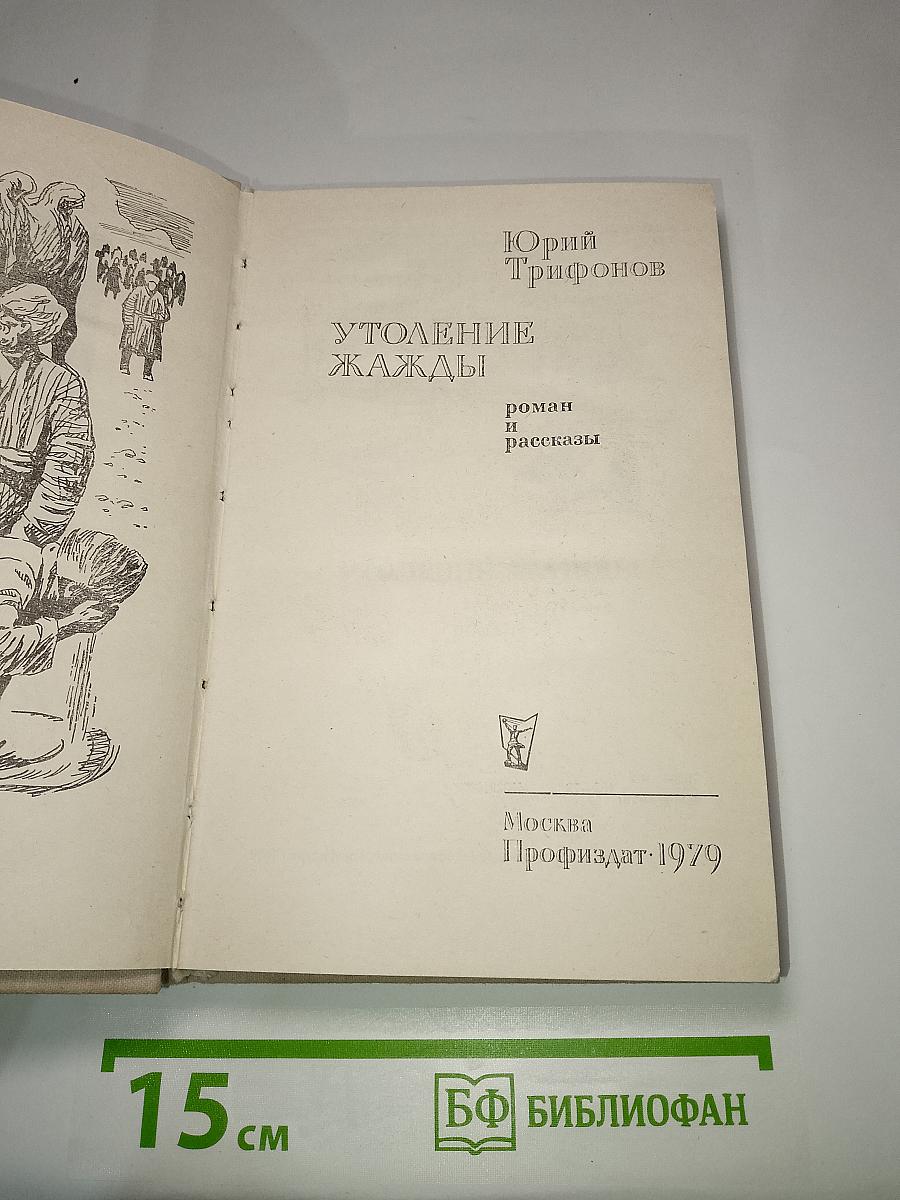 Юрий
Трифонов
УТОЛЕНИЕ
ЖАЖДЫ
роман
и
рассказы
Москва
Профиздат·1979
15 см
БФ БИБЛИОФАН